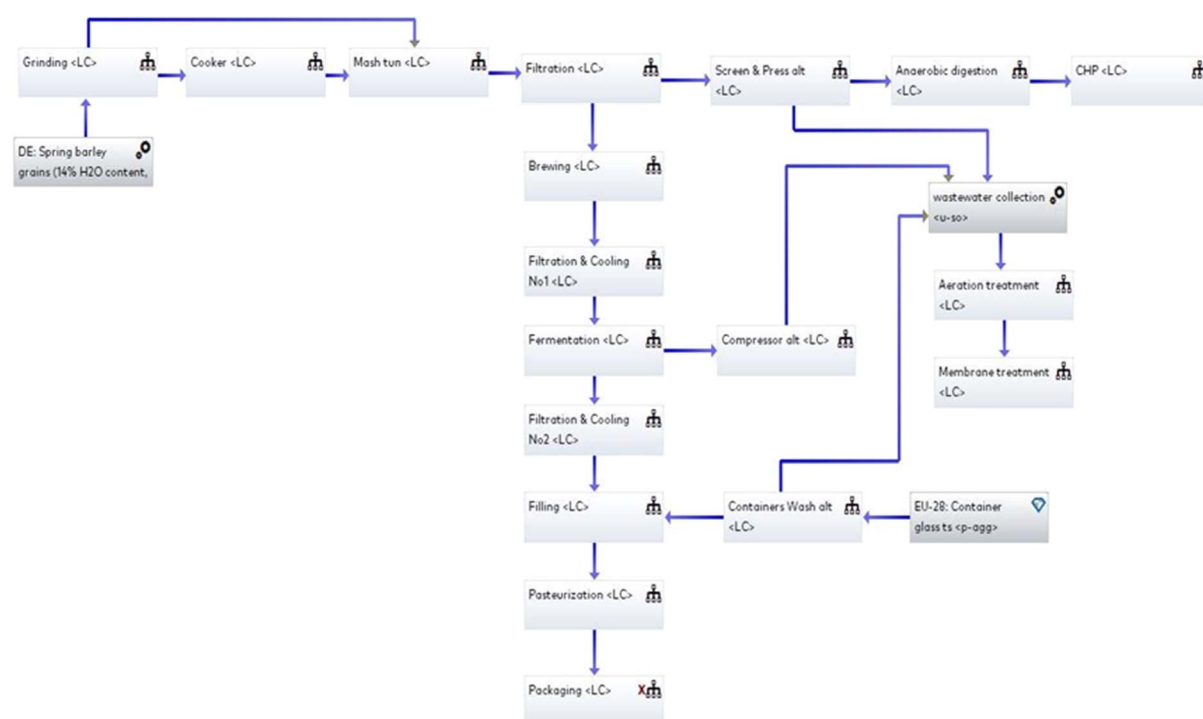 Grinding <LC>
Cooker <LC>
Mash tun <LC>
Filtration <LC>
Screen & Press alt
<LC>
Anaerobic digestion
<LC>
CHP <LC>
DE: Spring barley
grains (14% H2O content,
Brewing <LC>
wastewater collection
<u-so>
Filtration & Cooling
No1 <LC>
Aeration treatment
<LC>
Fermentation <LC>
Compressor alt <LC>
Membrane treatment
<LC>
Filtration & Cooling
No2 <LC>
Filling <LC>
Containers Wash alt
<LC>
EU-28: Container
glass ts <p-agg>
Pasteurization <LC>
Packaging <LC>
X